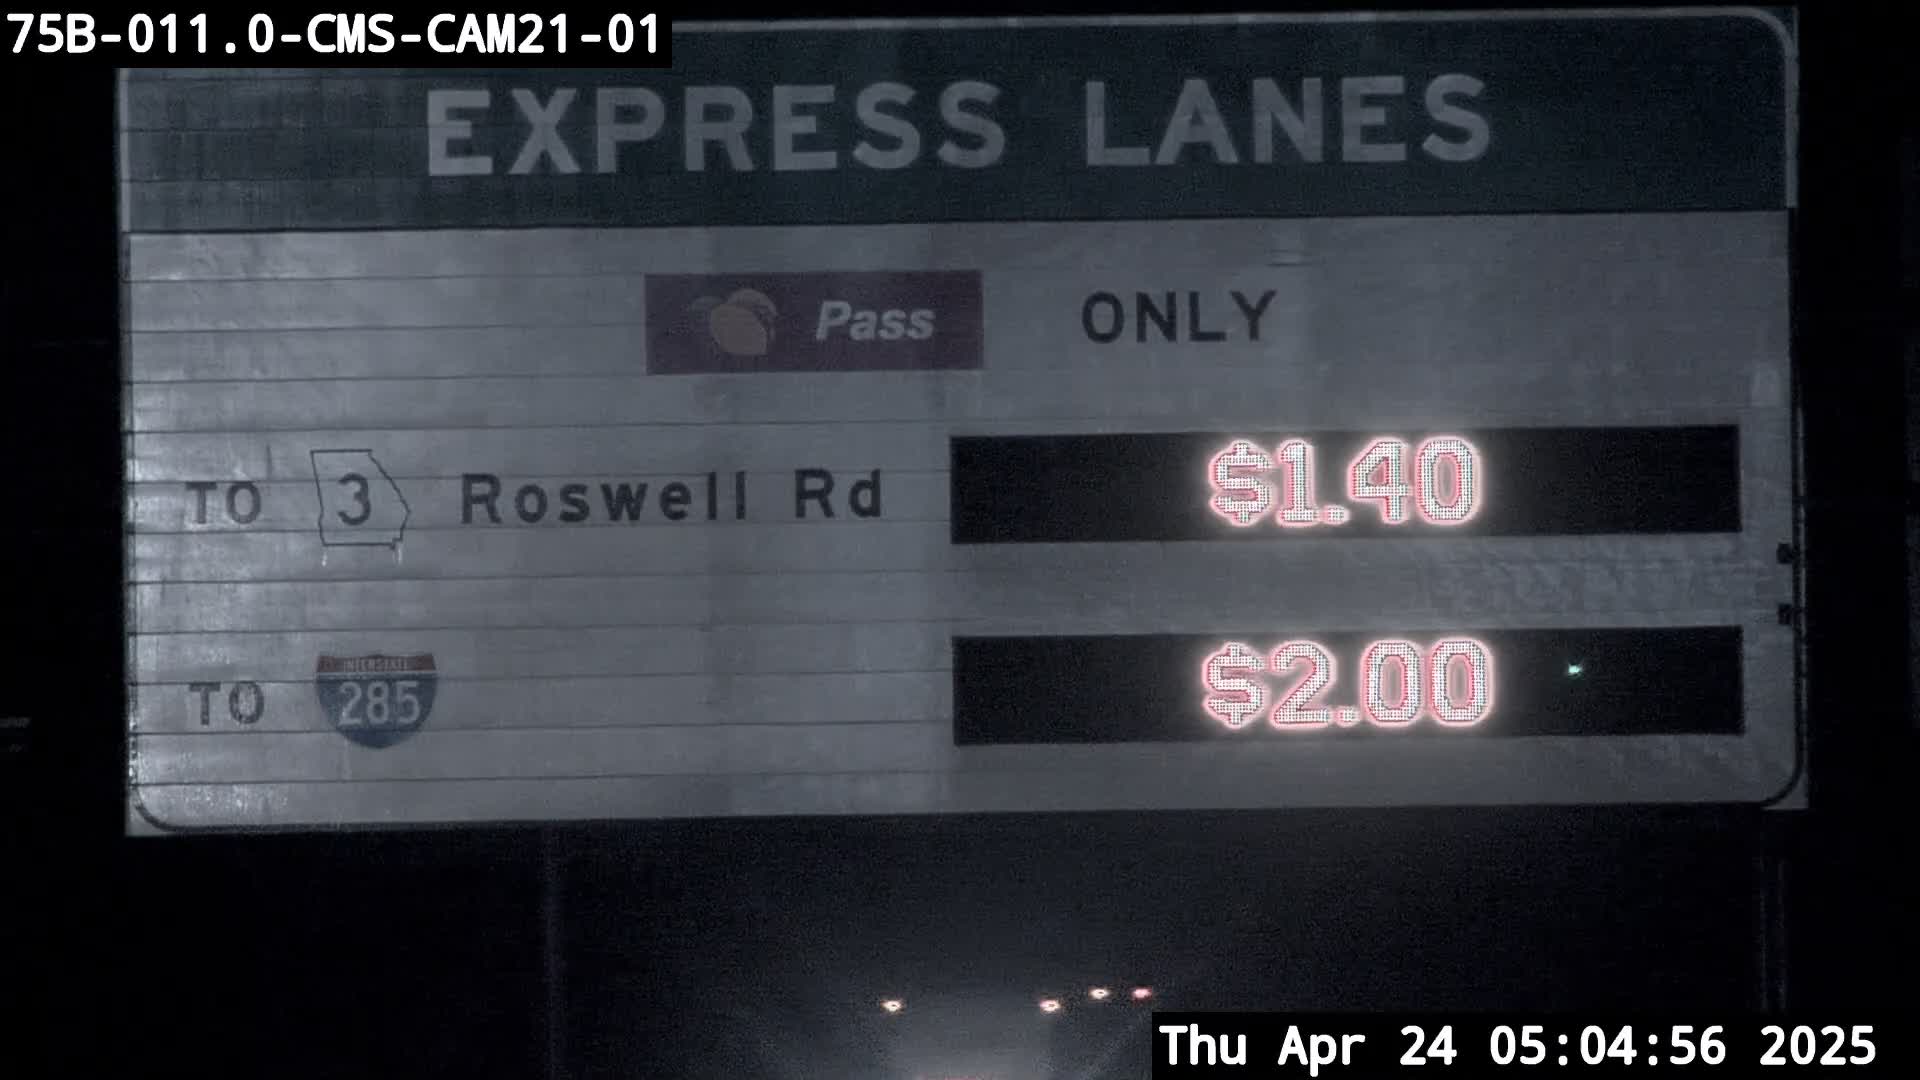 75B-011.0-CMS-CAM21-01
EXPRESS LANES
Pass ONLY
TO 3 Roswell Rd $1.40
INTERSTATE
TO 285 $2.00
Thu Apr 24 05:04:56 2025